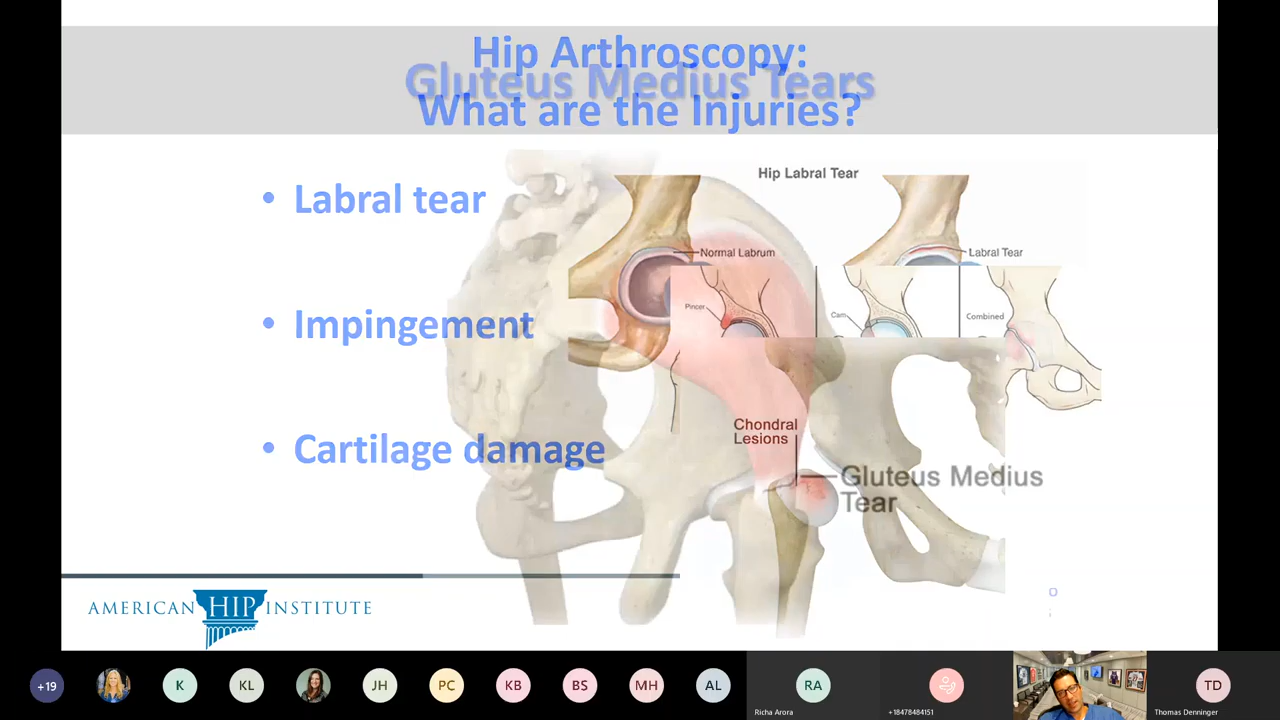 Hip Arthroscopy:
Gluteus Medius Tears
What are the Injuries?
• Labral tear
• Impingement
• Cartilage damage
Hip Labral Tear
Normal Labrum
Labral Tear
Pincer
Cam
Combined
Chondral
Lesions
Gluteus Medius
Tear
AMERICAN HIP INSTITUTE
+19
K
KL
JH
PC
KB
BS
MH
AL
RA
Richa Arora
+18478484151
TD
Thomas Denninger